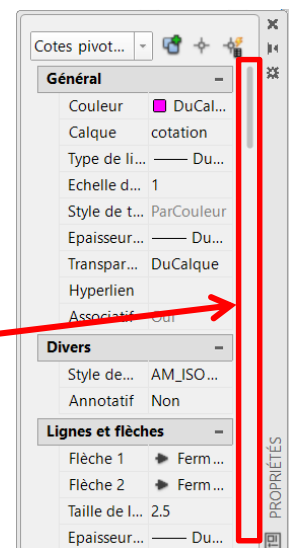 Cotes pivot...
Général
Couleur DuCal...
Calque cotation
Type de li... Du...
Echelle d... 1
Style de t... ParCouleur
Epaisseur... Du...
Transpar... DuCalque
Hyperlien
Associatif Oui
Divers
Style de... AM_ISO...
Annotatif Non
Lignes et flèches
Flèche 1 Ferm...
Flèche 2 Ferm...
Taille de l... 2.5
Epaisseur... Du...
PROPRIÉTÉS